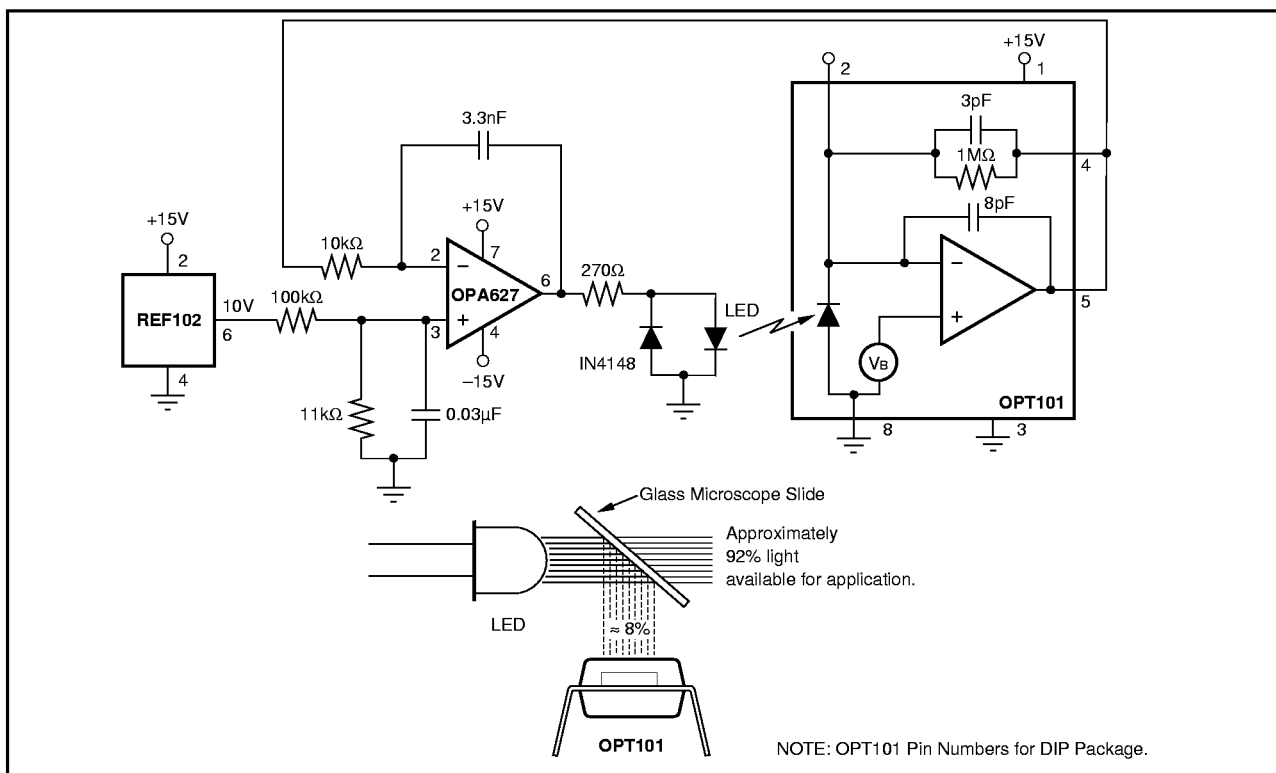 +15V
2
1
3pF
3.3nF
1MΩ
4
8pF
+15V
+15V
2
10kΩ
2
–
7
6
270Ω
10V
100kΩ
OPA627
LED
–
5
REF102
6
3
+
4
+
IN4148
VB
4
–15V
11kΩ
0.03µF
OPT101
8
3
Glass Microscope Slide
Approximately
92% light
available for application.
LED
≈ 8%
OPT101
NOTE: OPT101 Pin Numbers for DIP Package.